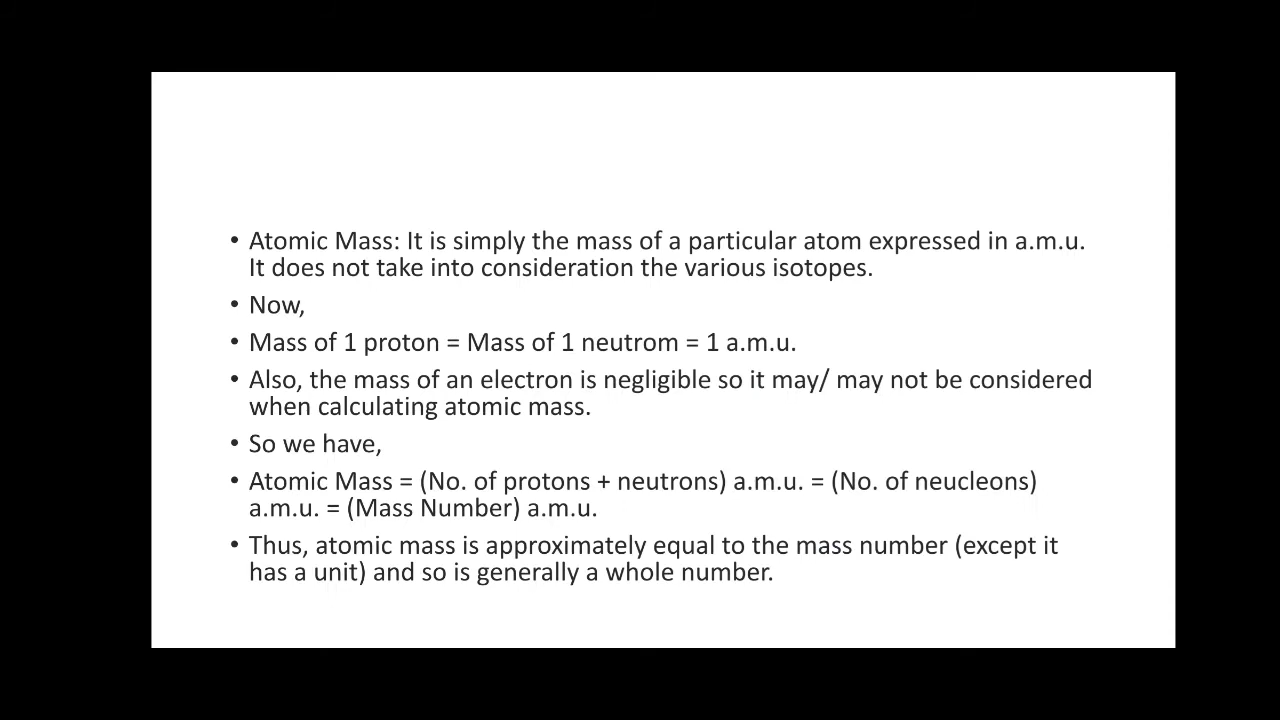 • Atomic Mass: It is simply the mass of a particular atom expressed in a.m.u.
It does not take into consideration the various isotopes.
• Now,
• Mass of 1 proton = Mass of 1 neutrom = 1 a.m.u.
• Also, the mass of an electron is negligible so it may/ may not be considered
when calculating atomic mass.
• So we have,
• Atomic Mass = (No. of protons + neutrons) a.m.u. = (No. of neucleons)
a.m.u. = (Mass Number) a.m.u.
• Thus, atomic mass is approximately equal to the mass number (except it
has a unit) and so is generally a whole number.